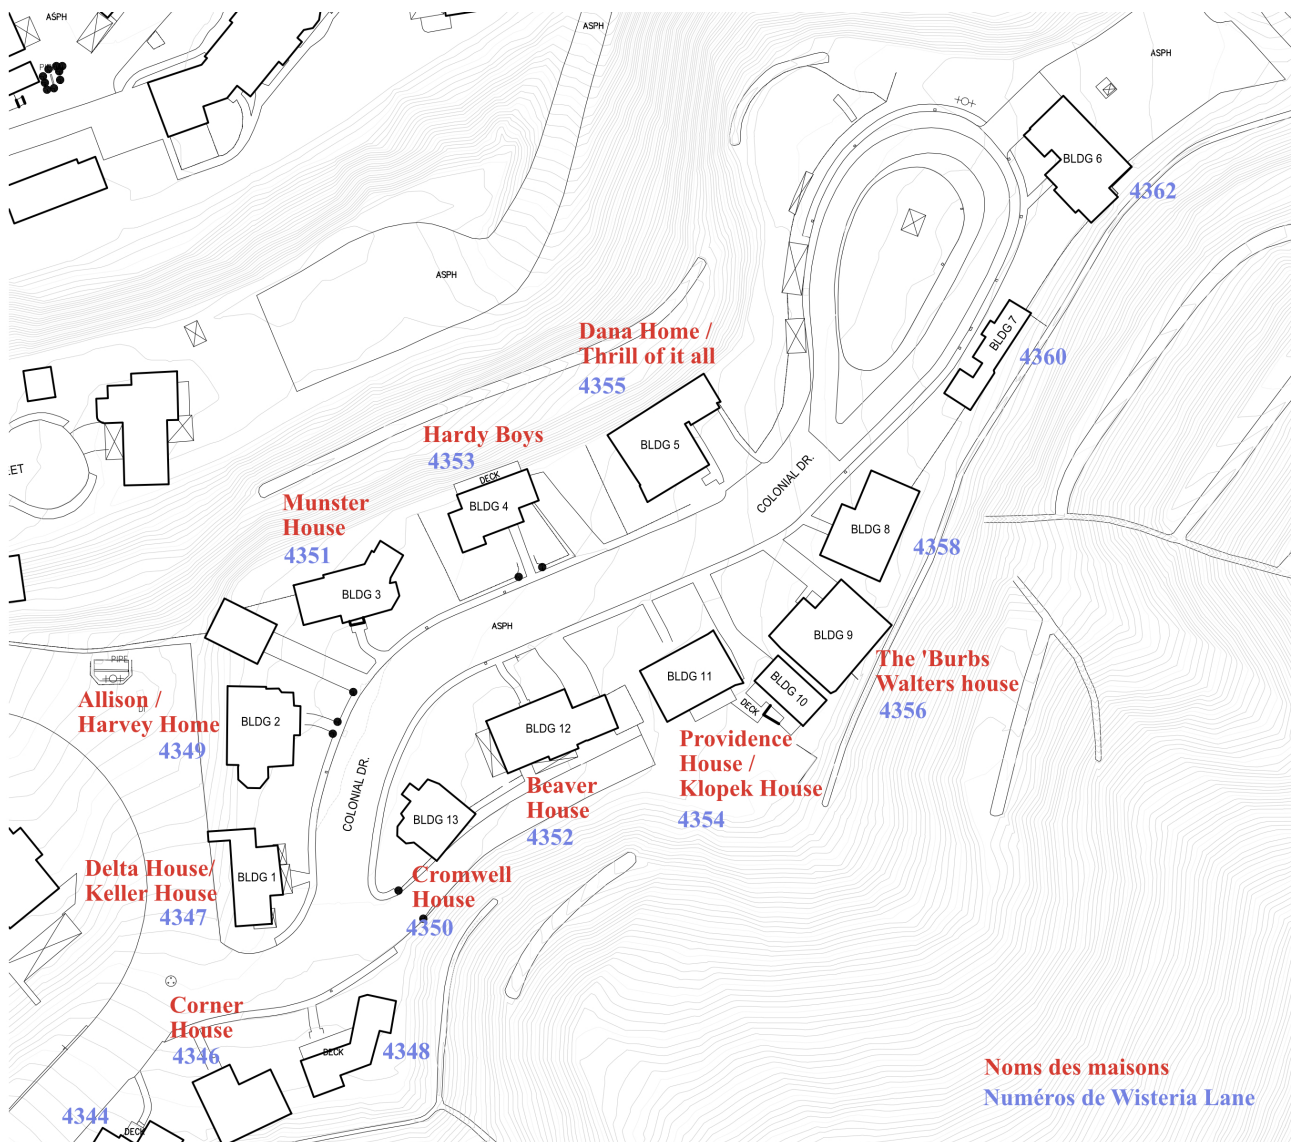 ASPH
ASPH
ASPH
PIPE
BLDG 6
4362
ASPH
Dana Home /
Thrill of it all
4355
BLDG 7
4360
Hardy Boys
4353
DECK
BLDG 4
BLDG 5
COLONIAL DR.
ET
Munster
House
4351
BLDG 3
BLDG 8
4358
ASPH
BLDG 9
PIPE
Allison /
Harvey Home
4349
BLDG 2
BLDG 11
BLDG 10
DECK
The 'Burbs
Walters house
4356
BLDG 12
Providence
House /
Klopek House
4354
COLONIAL DR.
Beaver
House
4352
BLDG 13
Delta House/
Keller House
4347
BLDG 1
Cromwell
House
4350
Corner
House
4346
DECK
4348
Noms des maisons
Numéros de Wisteria Lane
4344
DECK